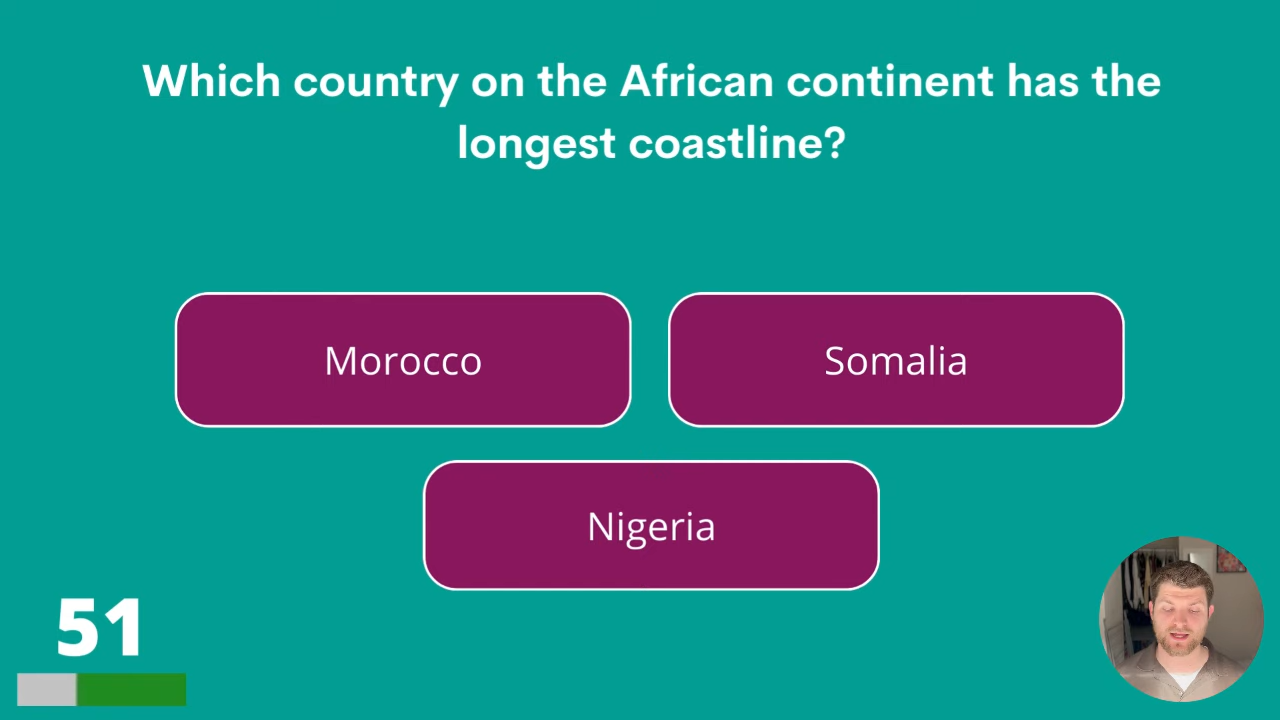 Which country on the African continent has the
longest coastline?
Morocco
Somalia
Nigeria
51